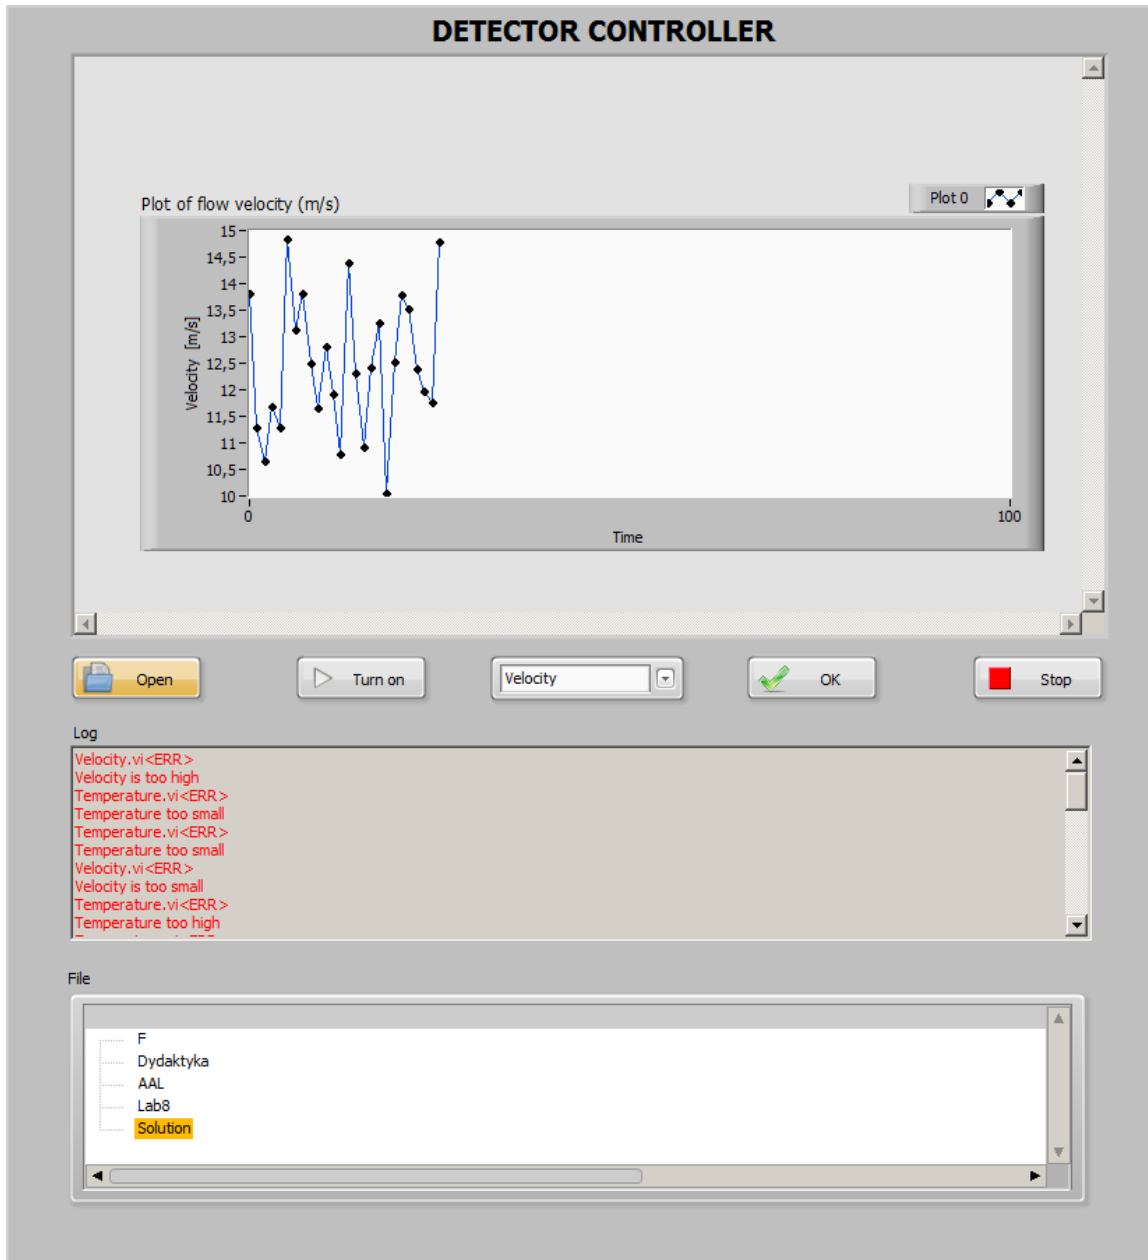 DETECTOR CONTROLLER
Plot of flow velocity (m/s)
Plot 0
15
14,5
14
13,5
13
12,5
12
11,5
11
10,5
10
Velocity [m/s]
0
100
Time
Open
Turn on
Velocity
OK
Stop
Log
Velocity.vi<ERR>
Velocity is too high
Temperature.vi<ERR>
Temperature too small
Temperature.vi<ERR>
Temperature too small
Velocity.vi<ERR>
Velocity is too small
Temperature.vi<ERR>
Temperature too high
File
F
Dydaktyka
AAL
Lab8
Solution